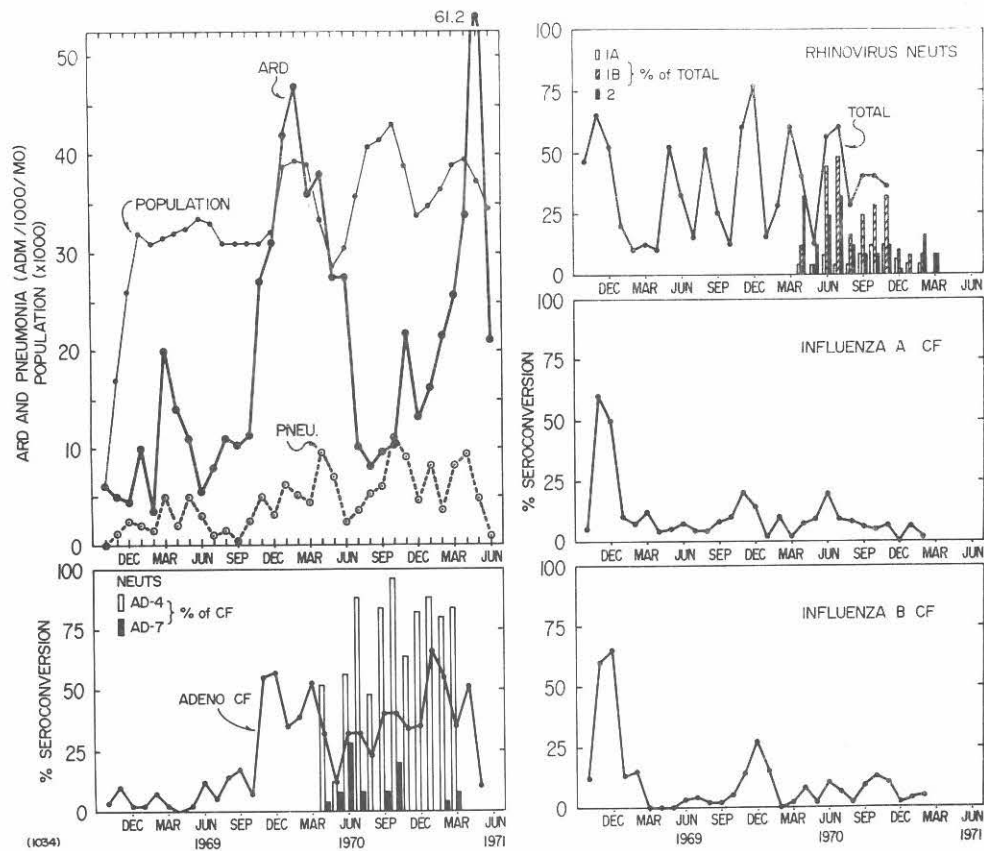 61.2
50
40
30
20
10
0
ARD AND PNEUMONIA (ADM/1000/MO)
POPULATION (x1000)
ARD
POPULATION
PNEU.
DEC MAR JUN SEP DEC MAR JUN SEP DEC MAR JUN
100
75
50
25
0
% SEROCONVERSION
NEUTS
AD-4
AD-7
% of CF
ADENO CF
DEC MAR JUN SEP DEC MAR JUN SEP DEC MAR JUN
1969 1970 1971
(1034)
100
75
50
25
0
RHINOVIRUS NEUTS
1A
1B
2
% of TOTAL
TOTAL
DEC MAR JUN SEP DEC MAR JUN SEP DEC MAR JUN
% SEROCONVERSION
100
75
50
25
0
INFLUENZA A CF
DEC MAR JUN SEP DEC MAR JUN SEP DEC MAR JUN
100
75
50
25
0
INFLUENZA B CF
DEC MAR JUN SEP DEC MAR JUN SEP DEC MAR JUN
1969 1970 1971